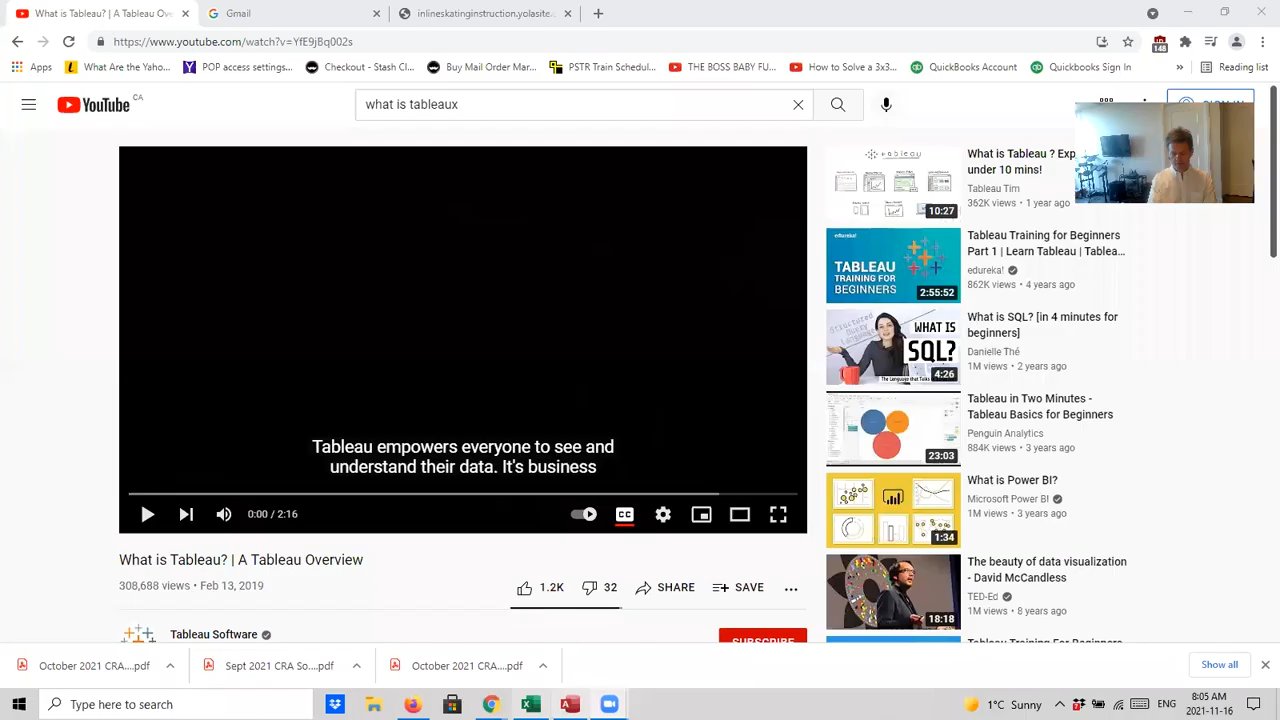 What is Tableau? | A Tableau Ov
Gmail
inlineskatinginstruction.yolasite.c
https://www.youtube.com/watch?v=YfE9jBq002s
148
Apps
What Are the Yaho...
POP access settings...
Checkout - Stash Cl...
Buy Mail Order Mar...
PSTR Train Schedul...
THE BOSS BABY FU...
How to Solve a 3x3...
QuickBooks Account
Quickbooks Sign In
»
Reading list
YouTube CA
what is tableaux
SIGN IN
Tableau empowers everyone to see and
understand their data. It's business
0:00 / 2:16
CC
What is Tableau? | A Tableau Overview
308,688 views • Feb 13, 2019
1.2K
32
SHARE
SAVE
Tableau Software
SUBSCRIBE
tableau
10:27
What is Tableau ? Exp
under 10 mins!
Tableau Tim
362K views • 1 year ago
edureka!
TABLEAU
TRAINING FOR
BEGINNERS
2:55:52
Tableau Training for Beginners
Part 1 | Learn Tableau | Tablea...
edureka!
862K views • 4 years ago
WHAT IS
SQL?
4:26
What is SQL? [in 4 minutes for
beginners]
Danielle Thé
1M views • 2 years ago
23:03
Tableau in Two Minutes -
Tableau Basics for Beginners
Penguin Analytics
884K views • 3 years ago
1:34
What is Power BI?
Microsoft Power BI
1M views • 3 years ago
18:18
The beauty of data visualization
- David McCandless
TED-Ed
1M views • 8 years ago
Tableau Training For Beginners
October 2021 CRA....pdf
Sept 2021 CRA So....pdf
October 2021 CRA....pdf
Show all
Type here to search
1°C Sunny
ENG
8:05 AM
2021-11-16